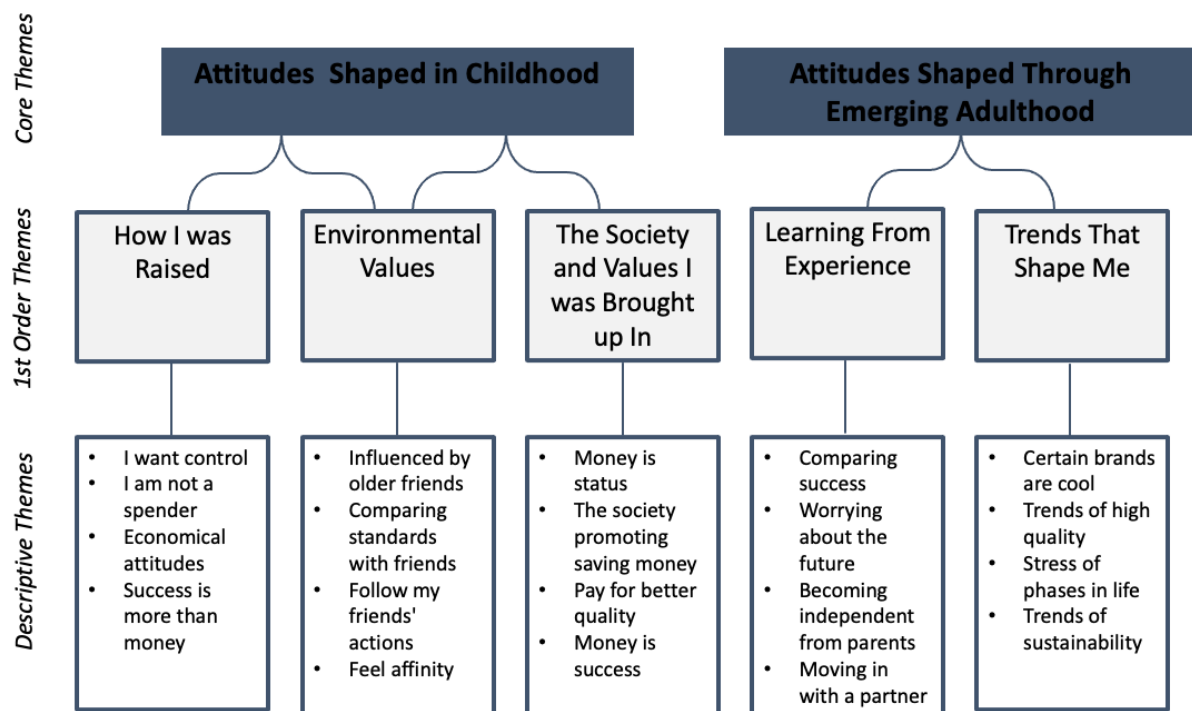 Core Themes
Attitudes Shaped in Childhood
Attitudes Shaped Through
Emerging Adulthood
1st Order Themes
How I was
Raised
Environmental
Values
The Society
and Values I
was Brought
up In
Learning From
Experience
Trends That
Shape Me
Descriptive Themes
• I want control
• I am not a
spender
• Economical
attitudes
• Success is
more than
money
• Influenced by
older friends
• Comparing
standards
with friends
• Follow my
friends'
actions
• Feel affinity
• Money is
status
• The society
promoting
saving money
• Pay for better
quality
• Money is
success
• Comparing
success
• Worrying
about the
future
• Becoming
independent
from parents
• Moving in
with a partner
• Certain brands
are cool
• Trends of high
quality
• Stress of
phases in life
• Trends of
sustainability